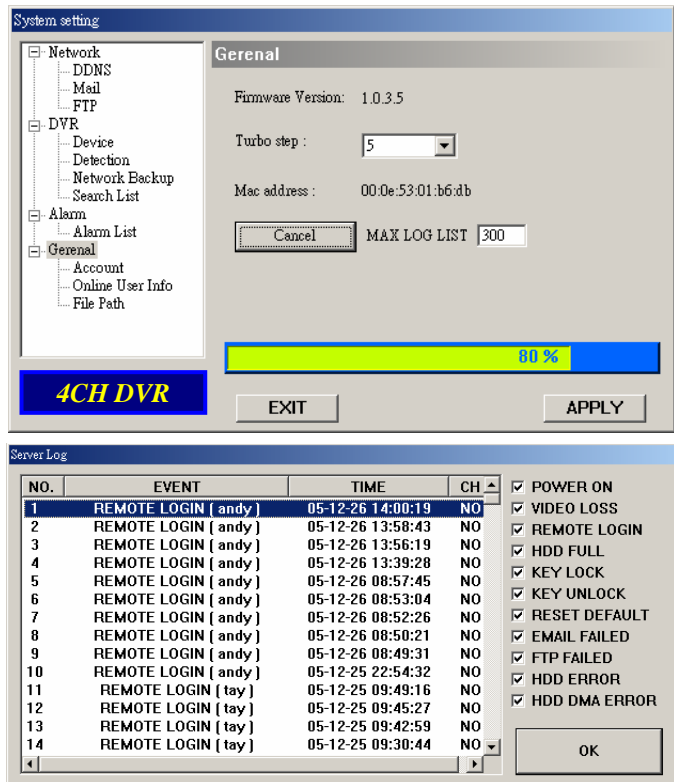 System setting
Network
DDNS
Mail
FTP
DVR
Device
Detection
Network Backup
Search List
Alarm
Alarm List
Gerenal
Account
Online User Info
File Path
4CH DVR
Gerenal
Firmware Version: 1.0.3.5
Turbo step : 5
Mac address : 00:0e:53:01:b6:db
Cancel MAX LOG LIST 300
80 %
EXIT APPLY
Server Log
NO. EVENT TIME CH
1 REMOTE LOGIN ( andy ) 05-12-26 14:00:19 NO
2 REMOTE LOGIN ( andy ) 05-12-26 13:58:43 NO
3 REMOTE LOGIN ( andy ) 05-12-26 13:56:19 NO
4 REMOTE LOGIN ( andy ) 05-12-26 13:39:28 NO
5 REMOTE LOGIN ( andy ) 05-12-26 08:57:45 NO
6 REMOTE LOGIN ( andy ) 05-12-26 08:53:04 NO
7 REMOTE LOGIN ( andy ) 05-12-26 08:52:26 NO
8 REMOTE LOGIN ( andy ) 05-12-26 08:50:21 NO
9 REMOTE LOGIN ( andy ) 05-12-26 08:49:31 NO
10 REMOTE LOGIN ( andy ) 05-12-25 22:54:32 NO
11 REMOTE LOGIN ( tay ) 05-12-25 09:49:16 NO
12 REMOTE LOGIN ( tay ) 05-12-25 09:45:27 NO
13 REMOTE LOGIN ( tay ) 05-12-25 09:42:59 NO
14 REMOTE LOGIN ( tay ) 05-12-25 09:30:44 NO
POWER ON
VIDEO LOSS
REMOTE LOGIN
HDD FULL
KEY LOCK
KEY UNLOCK
RESET DEFAULT
EMAIL FAILED
FTP FAILED
HDD ERROR
HDD DMA ERROR
OK